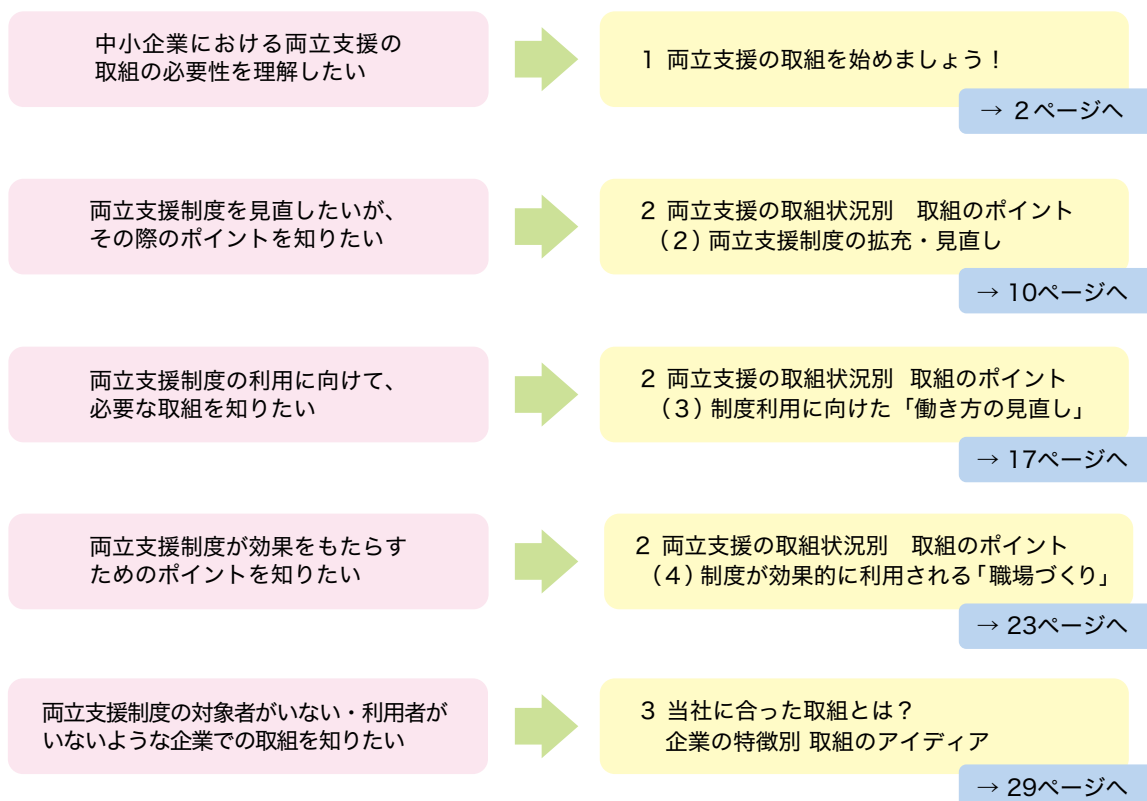 中小企業における両立支援の
取組の必要性を理解したい
1 両立支援の取組を始めましょう！
→ 2ページへ
両立支援制度を見直したいが、
その際のポイントを知りたい
2 両立支援の取組状況別　取組のポイント
（2）両立支援制度の拡充・見直し
→ 10ページへ
両立支援制度の利用に向けて、
必要な取組を知りたい
2 両立支援の取組状況別 取組のポイント
（3）制度利用に向けた「働き方の見直し」
→ 17ページへ
両立支援制度が効果をもたらす
ためのポイントを知りたい
2 両立支援の取組状況別　取組のポイント
（4）制度が効果的に利用される「職場づくり」
→ 23ページへ
両立支援制度の対象者がいない・利用者が
いないような企業での取組を知りたい
3 当社に合った取組とは？
企業の特徴別 取組のアイディア
→ 29ページへ